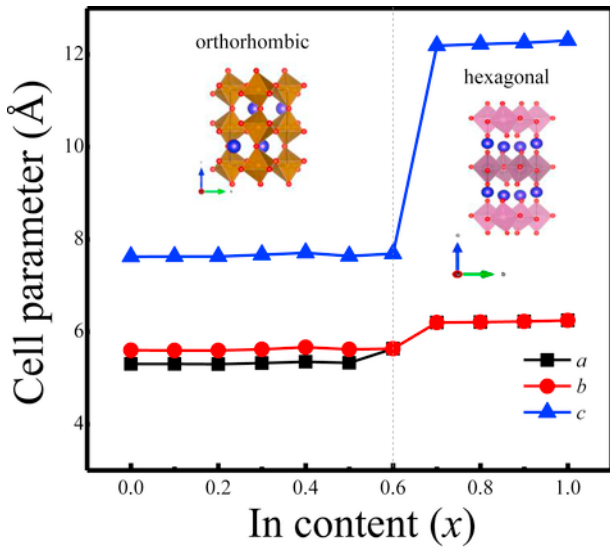 orthorhombic
hexagonal
Cell parameter (Å)
12
10
8
6
4
0.0 0.2 0.4 0.6 0.8 1.0
In content (x)
a
b
c